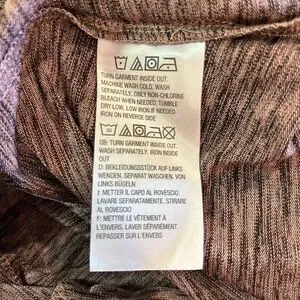 TURN GARMENT INSIDE OUT.
MACHINE WASH COLD. WASH
SEPARATELY. ONLY NON-CHLORINE
BLEACH WHEN NEEDED. TUMBLE
DRY LOW. LOW IRON IF NEEDED.
IRON ON REVERSE SIDE
30
GB: TURN GARMENT INSIDE OUT.
WASH SEPARATELY. IRON INSIDE
OUT
D: BEKLEIDUNGSSTÜCK AUF LINKS
WENDEN. SEPARAT WASCHEN. VON
LINKS BÜGELN
I: METTER IL CAPO AL ROVESCIO.
LAVARE SEPARATAMENTE. STIRARE
AL ROVESCIO
F: METTRE LE VÊTEMENT À
L'ENVERS. LAVER SÉPARÉMENT.
REPASSER SUR L'ENVERS